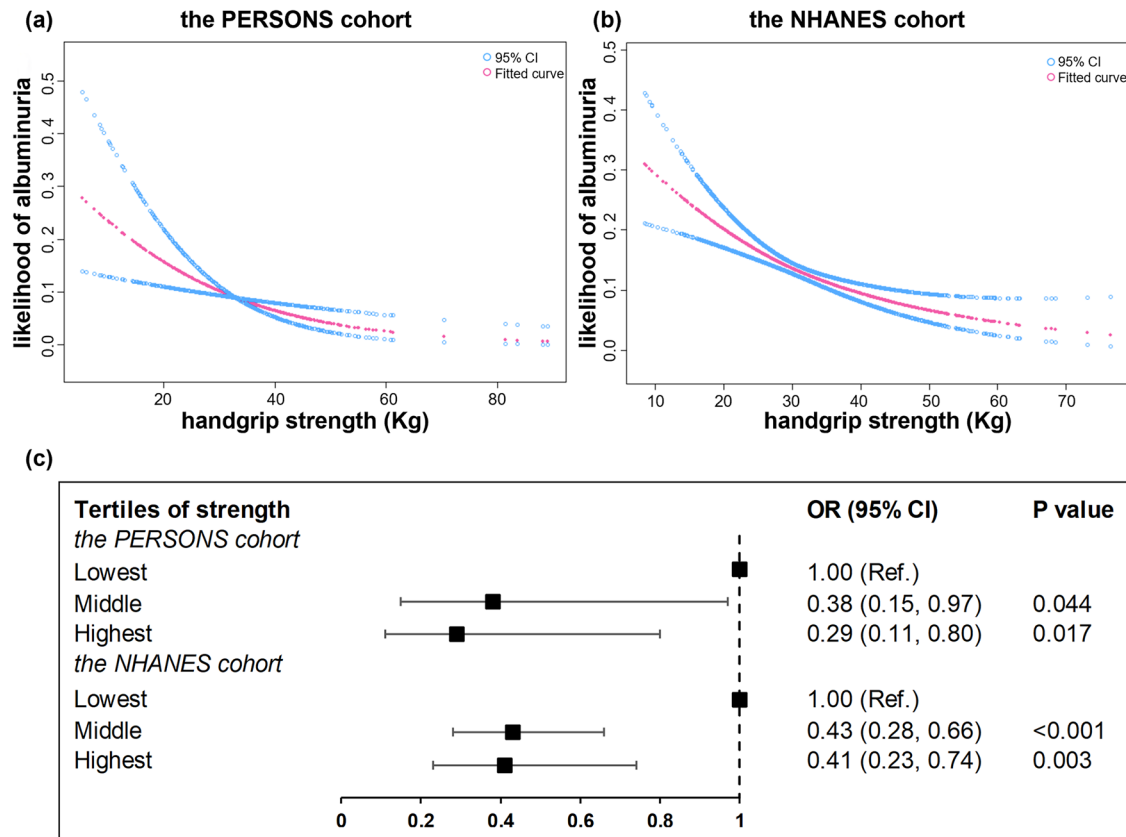 (a) the PERSONS cohort
95% CI
Fitted curve
likelihood of albuminuria
0.5
0.4
0.3
0.2
0.1
0.0
20 40 60 80
handgrip strength (Kg)
(b) the NHANES cohort
95% CI
Fitted curve
likelihood of albuminuria
0.5
0.4
0.3
0.2
0.1
0.0
10 20 30 40 50 60 70
handgrip strength (Kg)
(c)
Tertiles of strength OR (95% CI) P value
the PERSONS cohort
Lowest 1.00 (Ref.)
Middle 0.38 (0.15, 0.97) 0.044
Highest 0.29 (0.11, 0.80) 0.017
the NHANES cohort
Lowest 1.00 (Ref.)
Middle 0.43 (0.28, 0.66) <0.001
Highest 0.41 (0.23, 0.74) 0.003
0 0.2 0.4 0.6 0.8 1